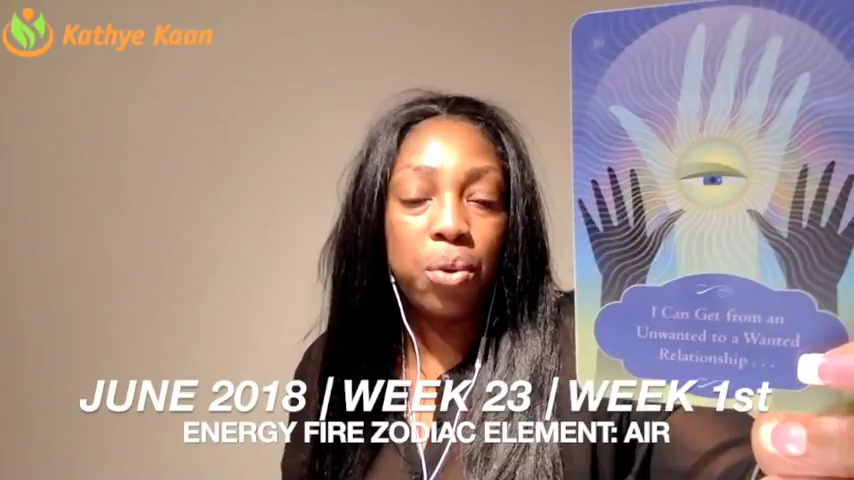 Kathye Kaan
39
I Can Get from an
Unwanted to a Wanted
Relationship . . .
JUNE 2018 | WEEK 23 | WEEK 1st
ENERGY FIRE ZODIAC ELEMENT: AIR